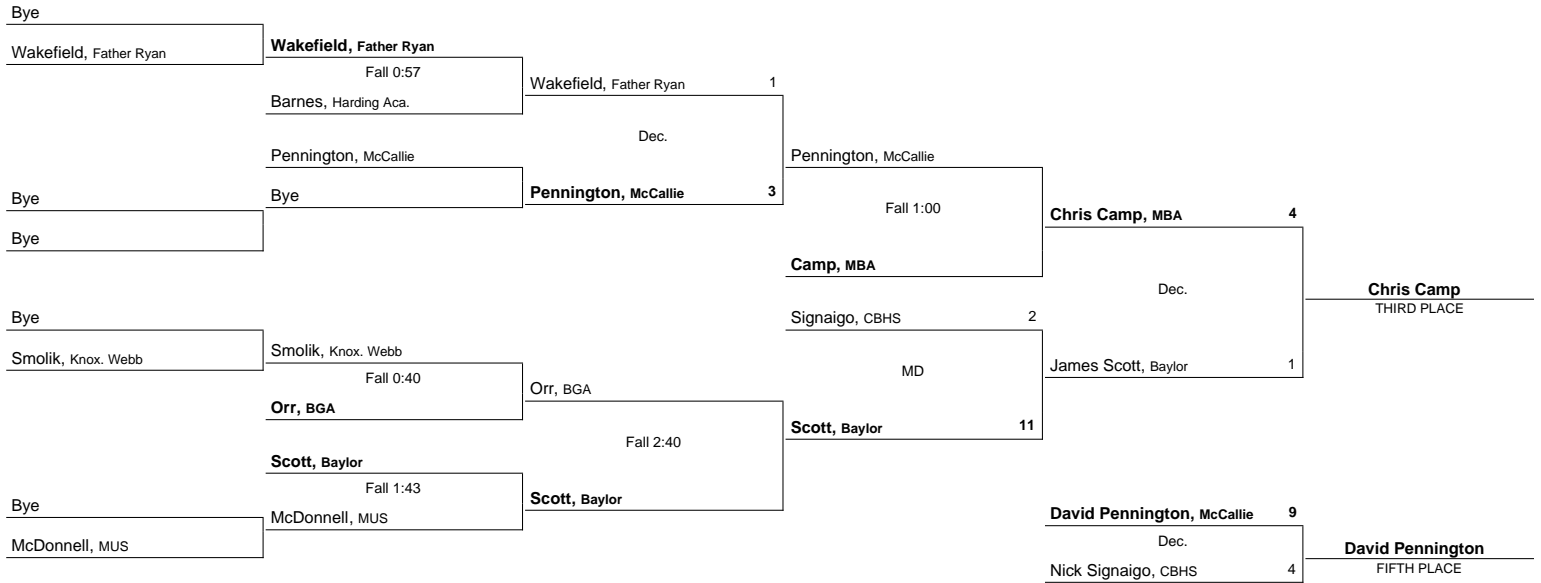 Bye
Wakefield, Father Ryan
Wakefield, Father Ryan
Fall 0:57
Barnes, Harding Aca.
Wakefield, Father Ryan 1
Dec.
Pennington, McCallie
Bye
Pennington, McCallie 3
Bye
Bye
Pennington, McCallie
Fall 1:00
Camp, MBA
Chris Camp, MBA 4
Dec.
Chris Camp
THIRD PLACE
Bye
Smolik, Knox. Webb
Smolik, Knox. Webb
Fall 0:40
Orr, BGA
Orr, BGA
Fall 2:40
Scott, Baylor
Fall 1:43
McDonnell, MUS
Scott, Baylor
Bye
McDonnell, MUS
Signaigo, CBHS 2
MD
Scott, Baylor 11
James Scott, Baylor 1
David Pennington, McCallie 9
Dec.
Nick Signaigo, CBHS 4
David Pennington
FIFTH PLACE